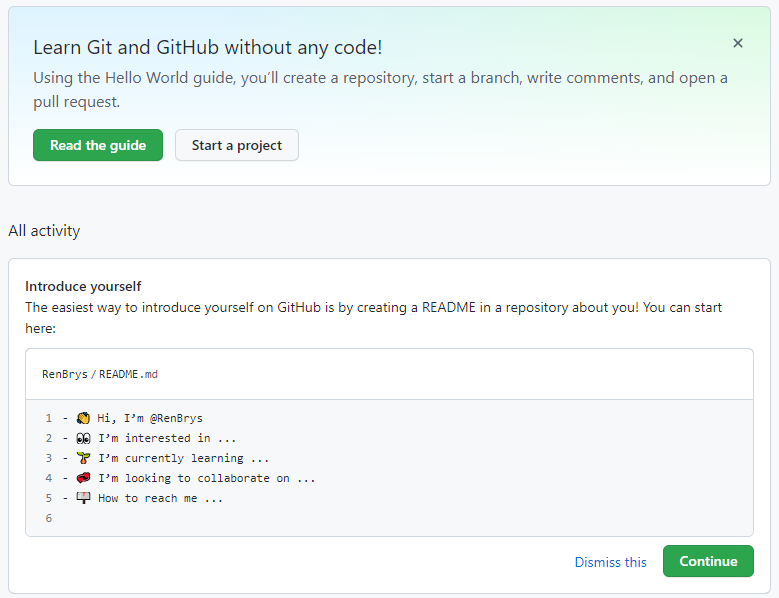 Learn Git and GitHub without any code!
Using the Hello World guide, you’ll create a repository, start a branch, write comments, and open a
pull request.
Read the guide
Start a project
All activity
Introduce yourself
The easiest way to introduce yourself on GitHub is by creating a README in a repository about you! You can start
here:
RenBrys / README.md
1 - 👋 Hi, I’m @RenBrys
2 - 👀 I’m interested in ...
3 - 🌱 I’m currently learning ...
4 - 💞️ I’m looking to collaborate on ...
5 - 📫 How to reach me ...
6
Dismiss this
Continue